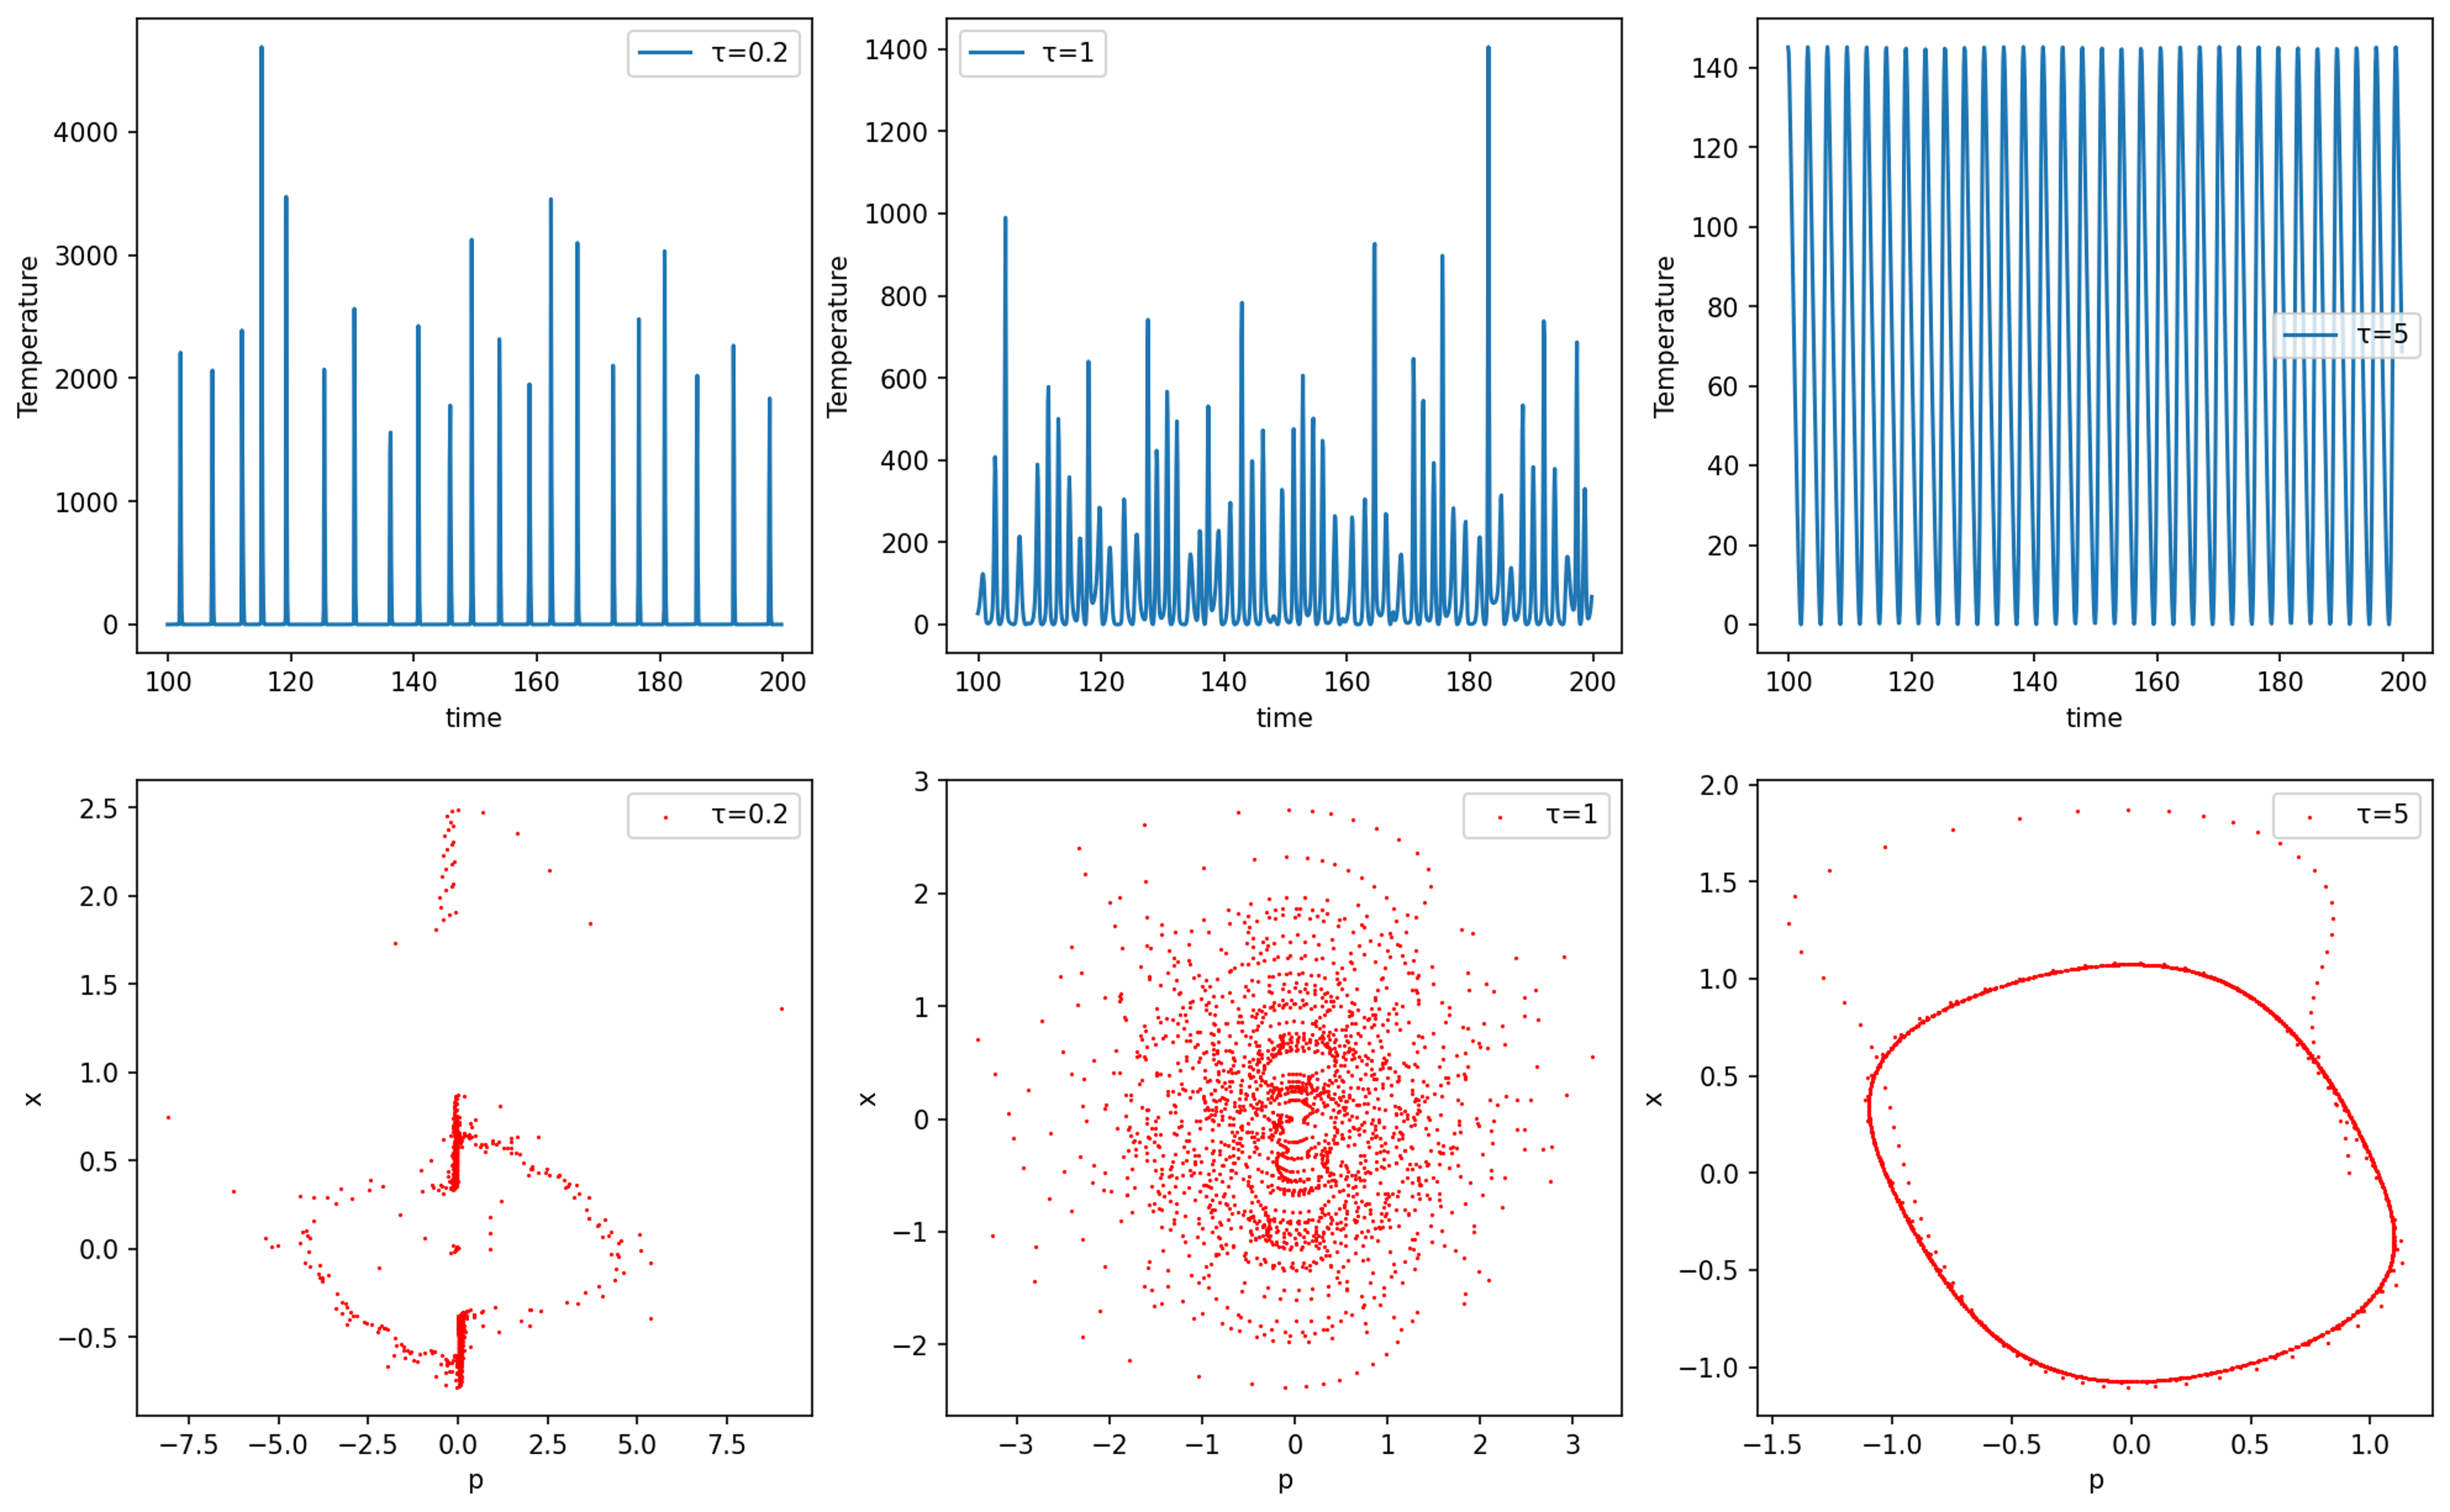 τ=0.2
Temperature
0
1000
2000
3000
4000
100 120 140 160 180 200
time
τ=1
Temperature
0
200
400
600
800
1000
1200
1400
100 120 140 160 180 200
time
τ=5
Temperature
0
20
40
60
80
100
120
140
100 120 140 160 180 200
time
τ=0.2
x
2.5
2.0
1.5
1.0
0.5
0.0
−0.5
−7.5 −5.0 −2.5 0.0 2.5 5.0 7.5
p
τ=1
x
3
2
1
0
−1
−2
−3 −2 −1 0 1 2 3
p
τ=5
x
2.0
1.5
1.0
0.5
0.0
−0.5
−1.0
−1.5 −1.0 −0.5 0.0 0.5 1.0
p